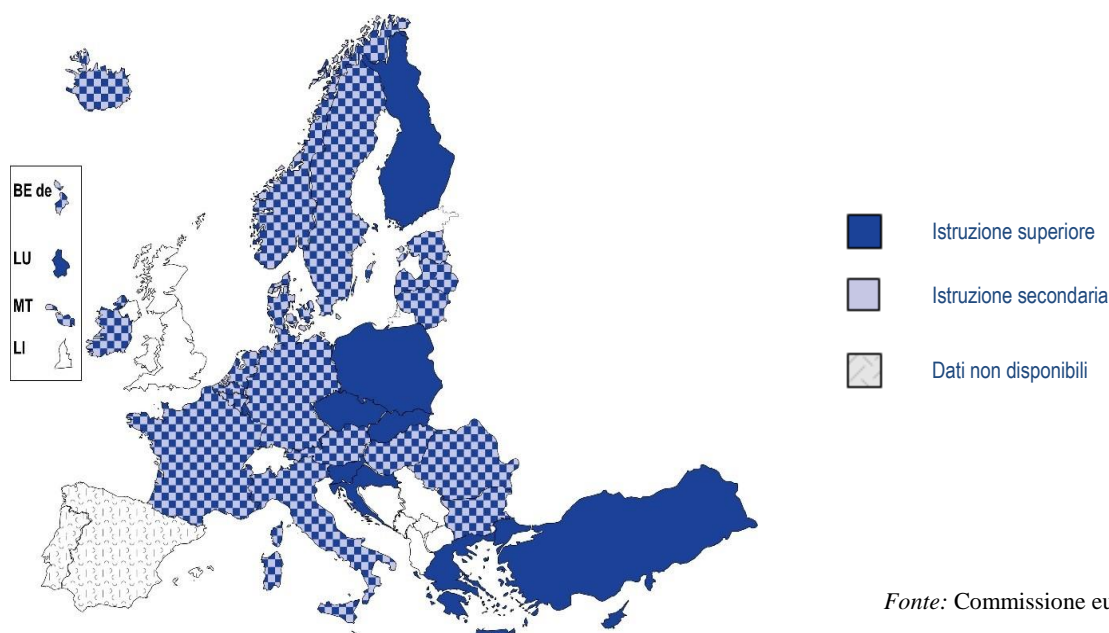 BE de
LU
MT
LI
Istruzione superiore
Istruzione secondaria
Dati non disponibili
Fonte: Commissione